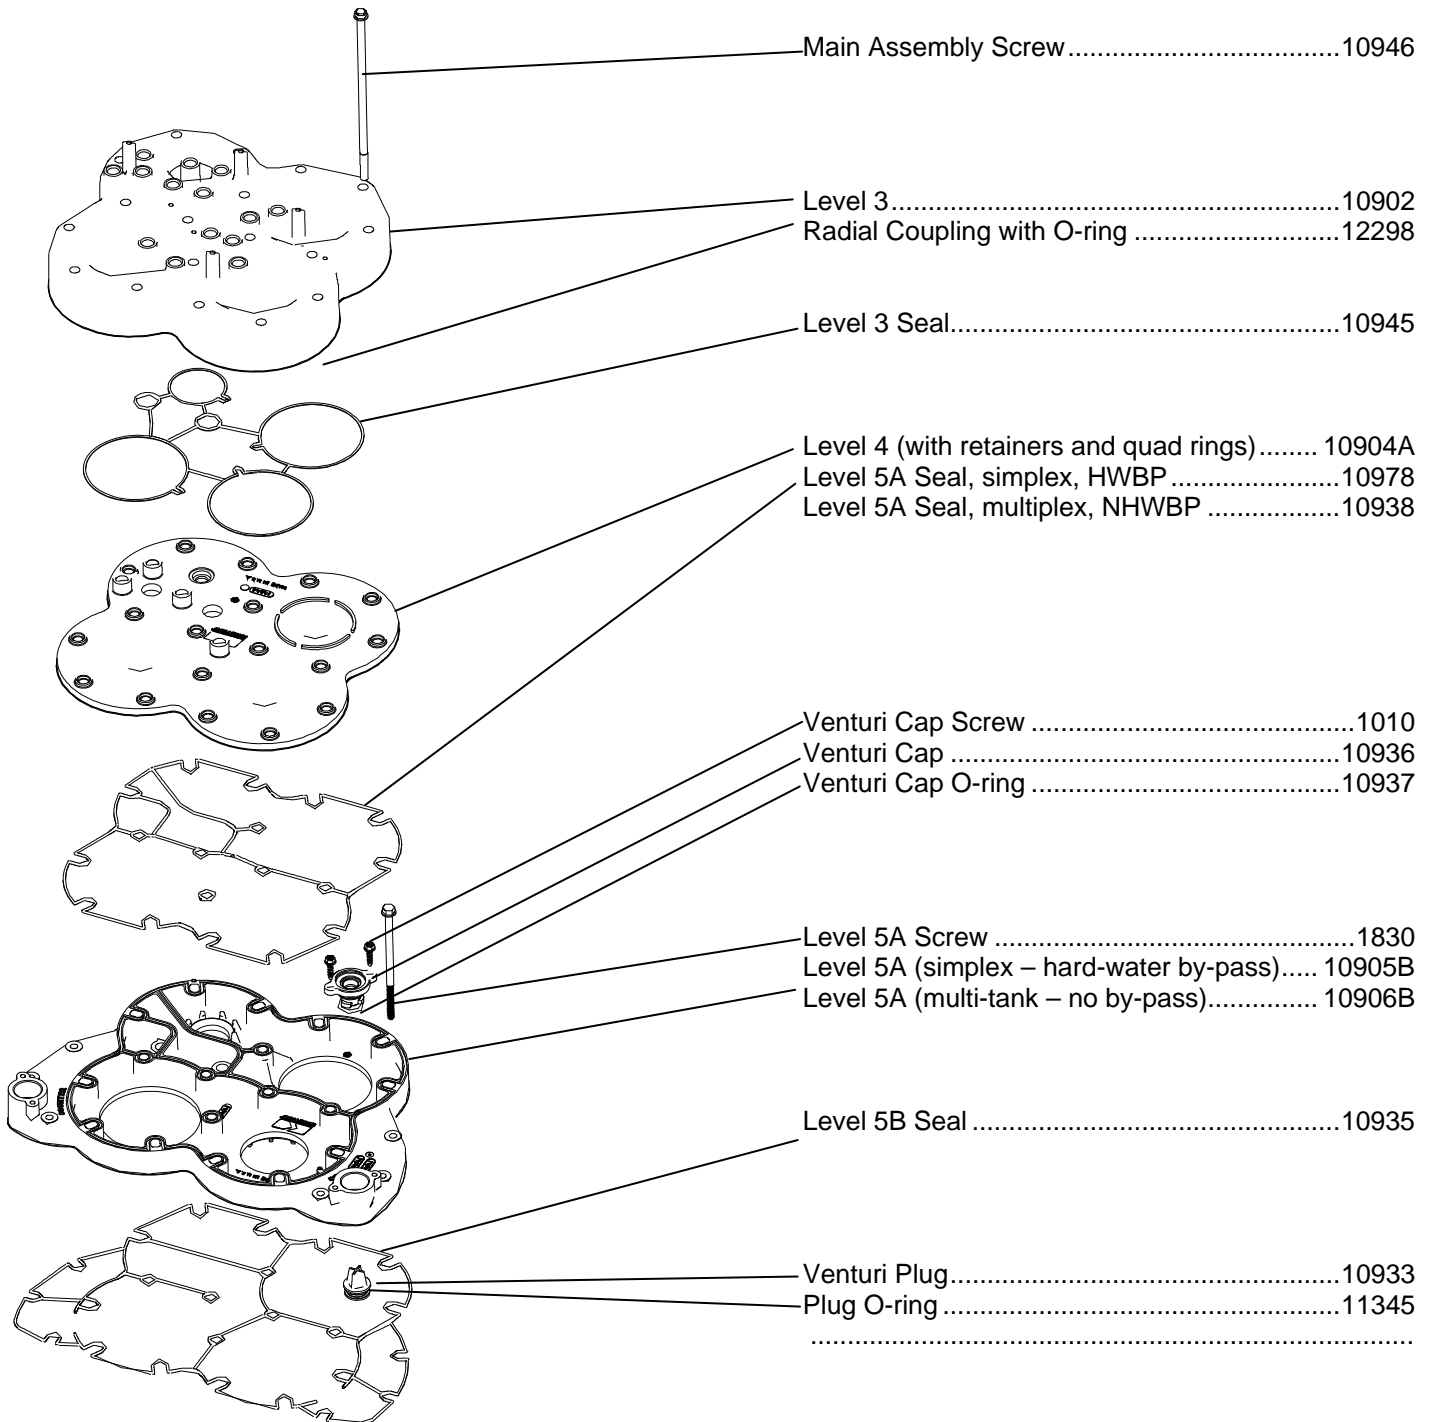 Main Assembly Screw.....................................10946
Level 3.............................................................10902
Radial Coupling with O-ring ............................12298
Level 3 Seal.....................................................10945
Level 4 (with retainers and quad rings)........ 10904A
Level 5A Seal, simplex, HWBP.......................10978
Level 5A Seal, multiplex, NHWBP ..................10938
Venturi Cap Screw ............................................1010
Venturi Cap .....................................................10936
Venturi Cap O-ring ..........................................10937
Level 5A Screw .................................................1830
Level 5A (simplex – hard-water by-pass)..... 10905B
Level 5A (multi-tank – no by-pass)............... 10906B
Level 5B Seal ..................................................10935
Venturi Plug.....................................................10933
Plug O-ring ......................................................11345